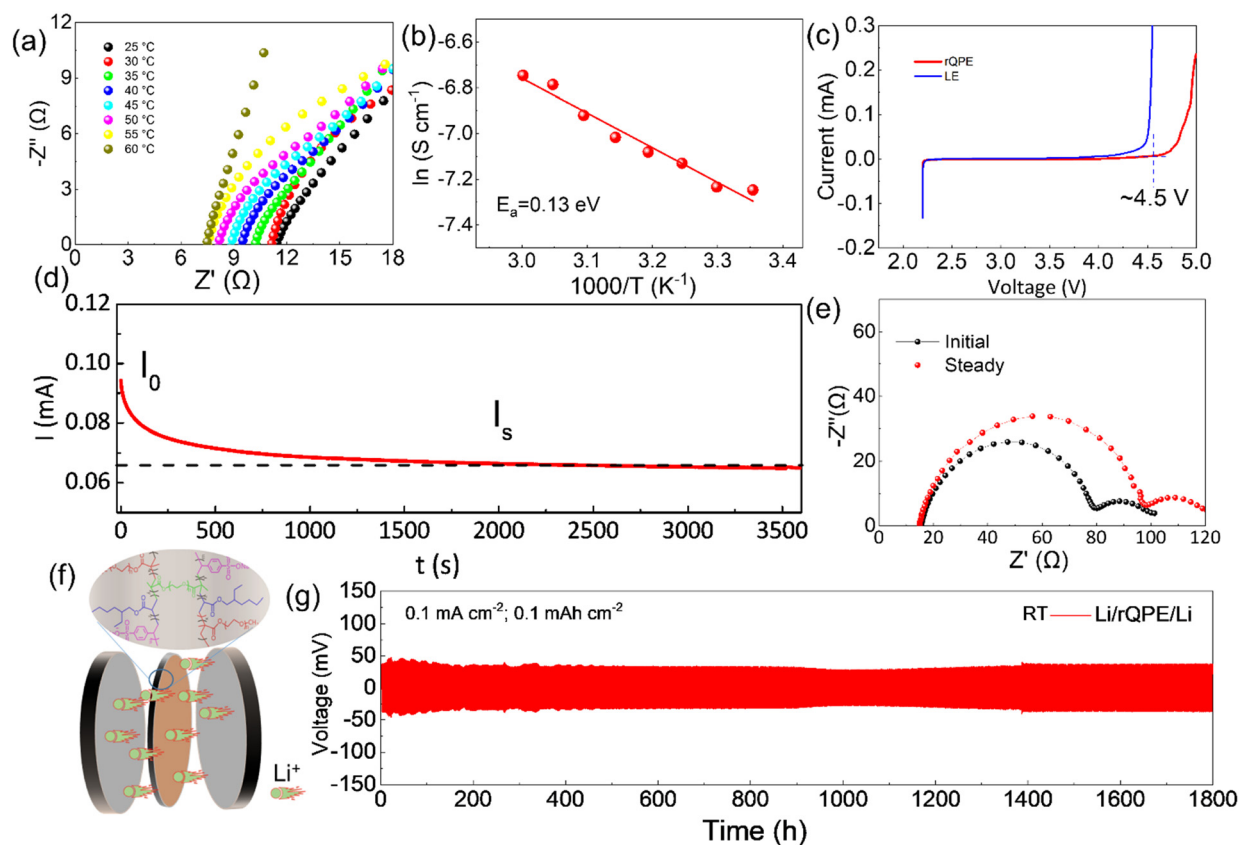 (a)
12
9
6
3
0
-Z'' (Ω)
25 °C
30 °C
35 °C
40 °C
45 °C
50 °C
55 °C
60 °C
0 3 6 9 12 15 18
Z' (Ω)
(b)
-6.6
-6.8
-7.0
-7.2
-7.4
ln (S cm⁻¹)
Eₐ=0.13 eV
3.0 3.1 3.2 3.3 3.4
1000/T (K⁻¹)
(c)
0.3
0.2
0.1
0.0
-0.1
-0.2
Current (mA)
rQPE
LE
~4.5 V
2.0 2.5 3.0 3.5 4.0 4.5 5.0
Voltage (V)
(d)
0.12
0.10
0.08
0.06
I (mA)
I₀
Iₛ
0 500 1000 1500 2000 2500 3000 3500
t (s)
(e)
60
40
20
0
-Z''(Ω)
Initial
Steady
0 20 40 60 80 100 120
Z' (Ω)
(f)
Li⁺
(g)
150
100
50
0
-50
-100
-150
Voltage (mV)
0.1 mA cm⁻²; 0.1 mAh cm⁻²
RT Li/rQPE/Li
0 200 400 600 800 1000 1200 1400 1600 1800
Time (h)